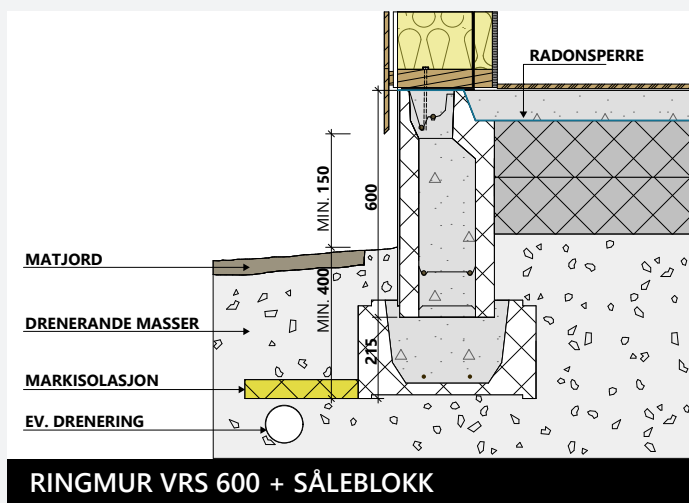 RADONSPERRE
MIN. 150
600
MATJORD
MIN. 400
DRENERANDE MASSER
215
MARKISOLASJON
EV. DRENERING
RINGMUR VRS 600 + SÅLEBLOKK